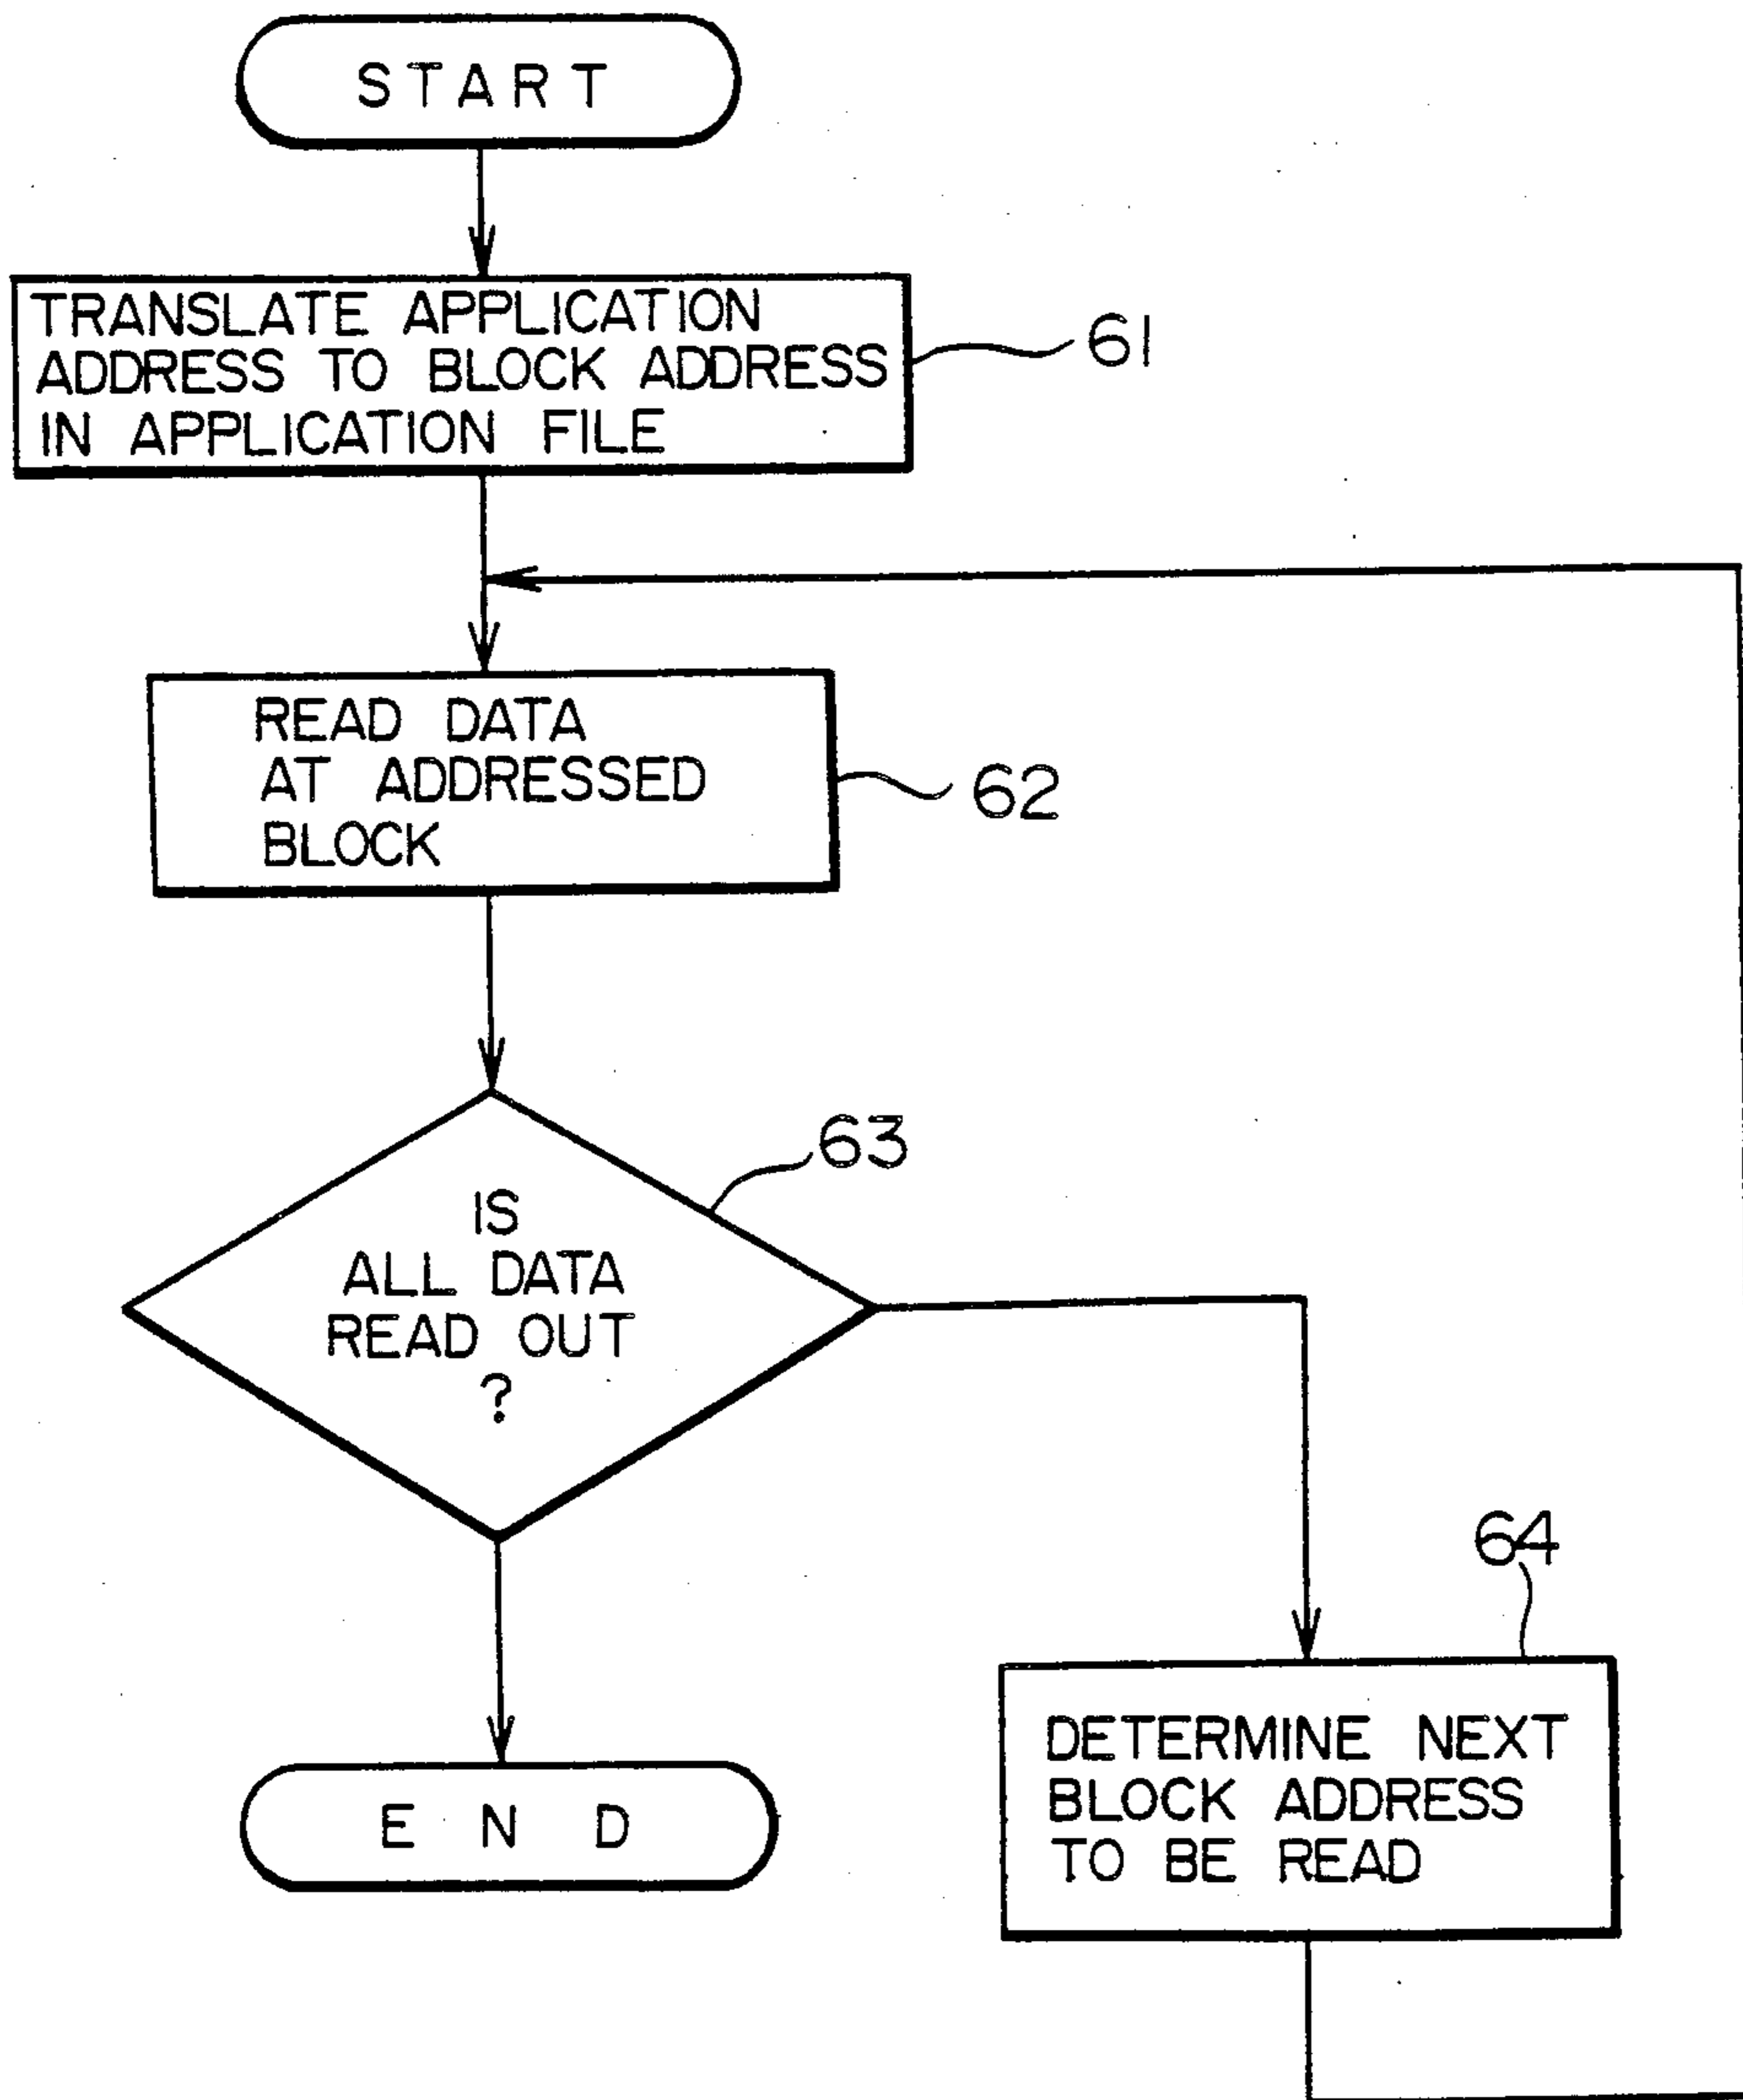 START
TRANSLATE APPLICATION
ADDRESS TO BLOCK ADDRESS
IN APPLICATION FILE
61
READ DATA
AT ADDRESSED
BLOCK
62
63
IS
ALL DATA
READ OUT
?
64
DETERMINE NEXT
BLOCK ADDRESS
TO BE READ
END